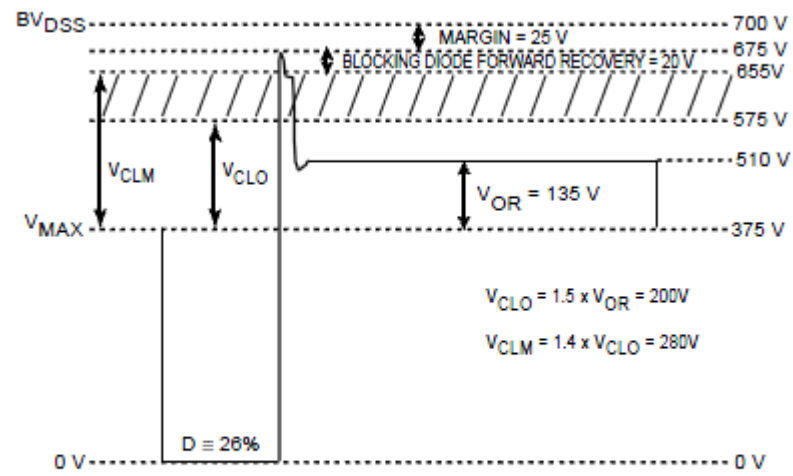 BVDSS
700 V
MARGIN = 25 V
675 V
BLOCKING DIODE FORWARD RECOVERY = 20 V
655V
575 V
VCLM
VCLO
510 V
VOR = 135 V
VMAX
375 V
VCLO = 1.5 x VOR = 200V
VCLM = 1.4 x VCLO = 280V
D ≡ 26%
0 V
0 V